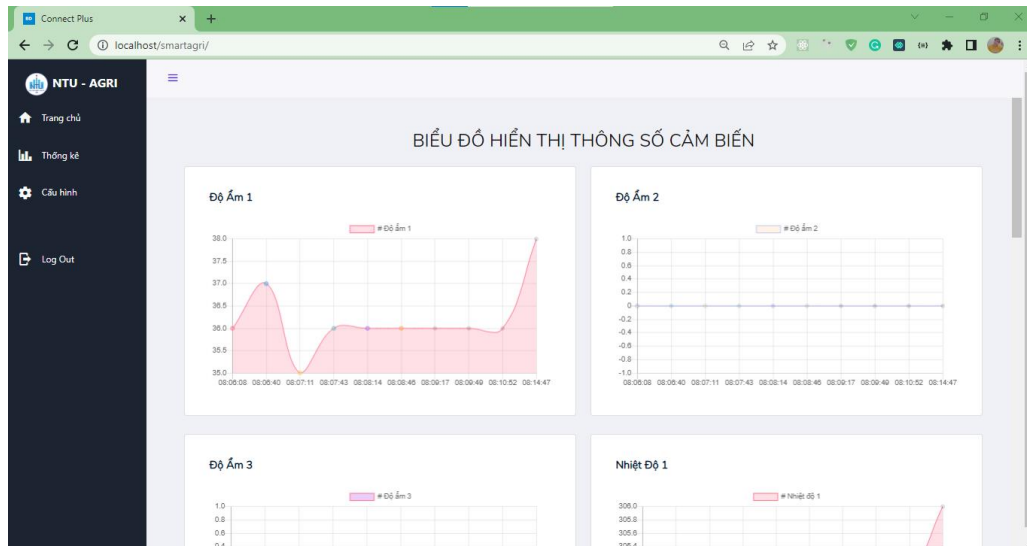 Connect Plus
localhost/smartagri/
NTU - AGRI
Trang chủ
Thống kê
Cấu hình
Log Out
BIỂU ĐỒ HIỂN THỊ THÔNG SỐ CẢM BIẾN
Độ Ẩm 1
# Độ ẩm 1
38.0
37.5
37.0
36.5
36.0
35.5
35.0
08:06:08 08:06:40 08:07:11 08:07:43 08:08:14 08:08:46 08:09:17 08:09:49 08:10:52 08:14:47
Độ Ẩm 2
# Độ ẩm 2
1.0
0.8
0.6
0.4
0.2
0
-0.2
-0.4
-0.6
-0.8
-1.0
08:06:08 08:06:40 08:07:11 08:07:43 08:08:14 08:08:46 08:09:17 08:09:49 08:10:52 08:14:47
Độ Ẩm 3
# Độ ẩm 3
1.0
0.8
0.6
0.4
Nhiệt Độ 1
# Nhiệt độ 1
306.0
305.8
305.6
305.4